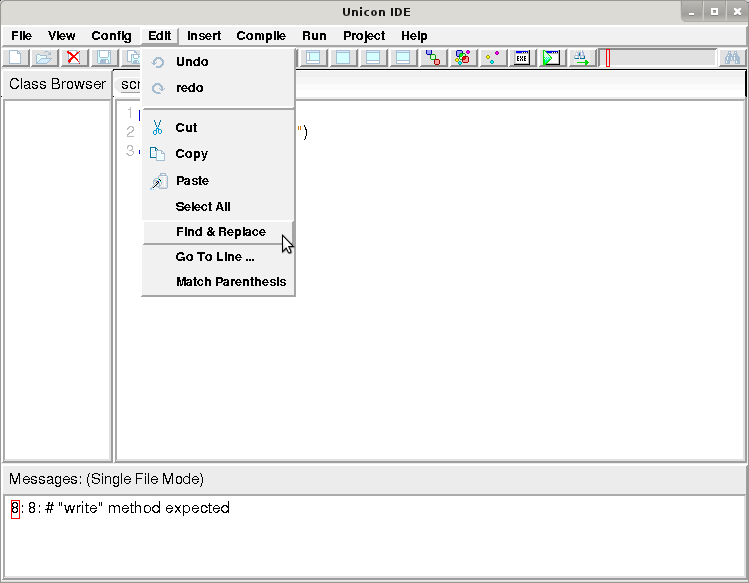 Unicon IDE
File View Config Edit Insert Compile Run Project Help
EXE
Class Browser
scr
Undo
redo
Cut
Copy
Paste
Select All
Find & Replace
Go To Line ...
Match Parenthesis
1
2 ")
3
Messages: (Single File Mode)
8: 8: # "write" method expected